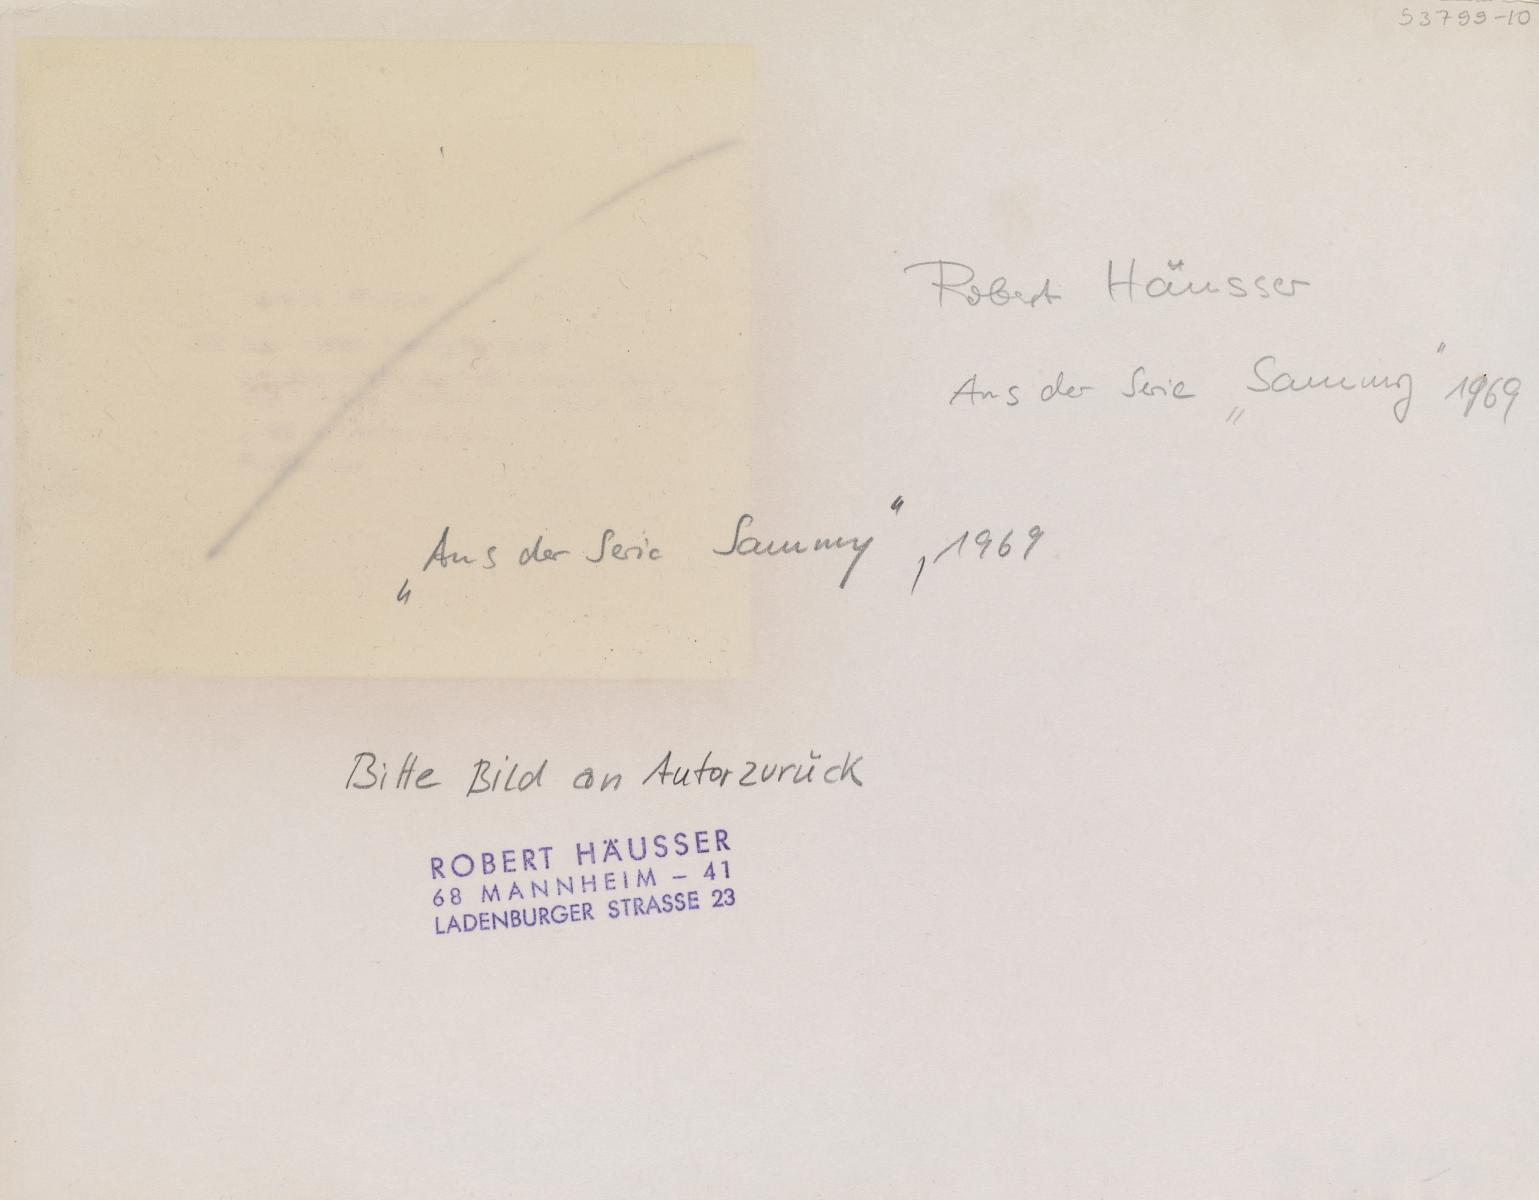 53799-10
Robert Häusser
Aus der Serie „Sammy“ 1969
„Aus der Serie Sammy“, 1969
Bitte Bild an Autor zurück
ROBERT HÄUSSER
68 MANNHEIM – 41
LADENBURGER STRASSE 23